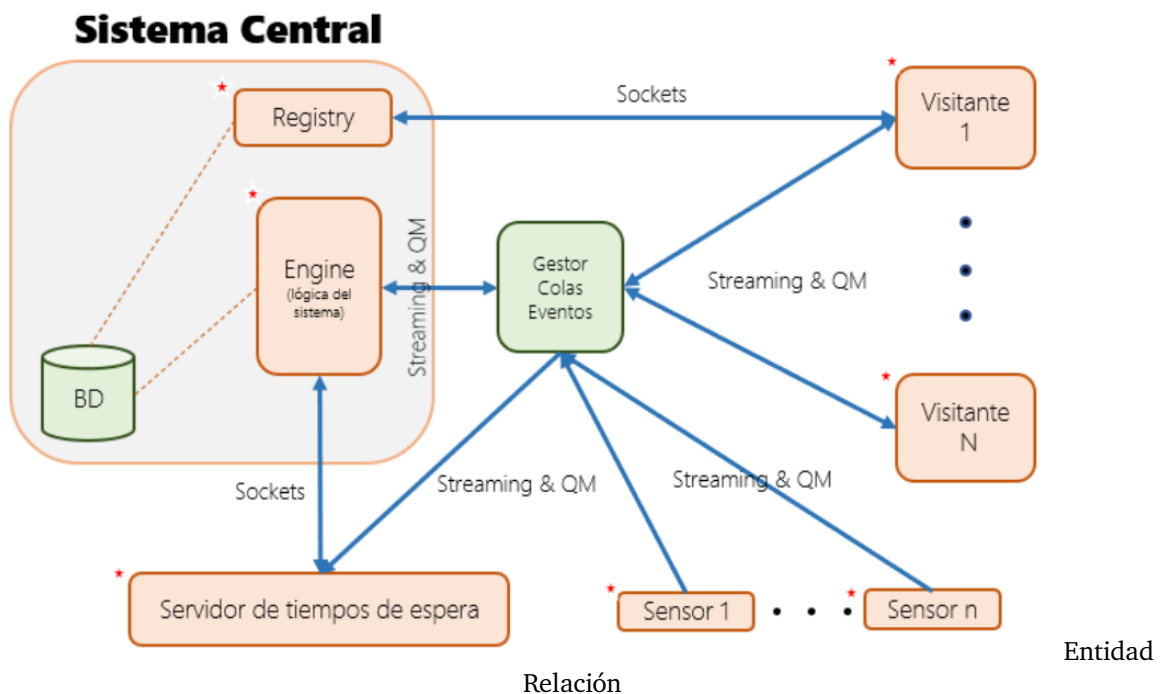 Sistema Central
Registry
Sockets
Visitante
1
Engine
(lógica del
sistema)
Streaming & QM
Gestor
Colas
Eventos
Streaming & QM
BD
Visitante
N
Sockets
Streaming & QM
Streaming & QM
Servidor de tiempos de espera
Sensor 1
Sensor n
Entidad
Relación